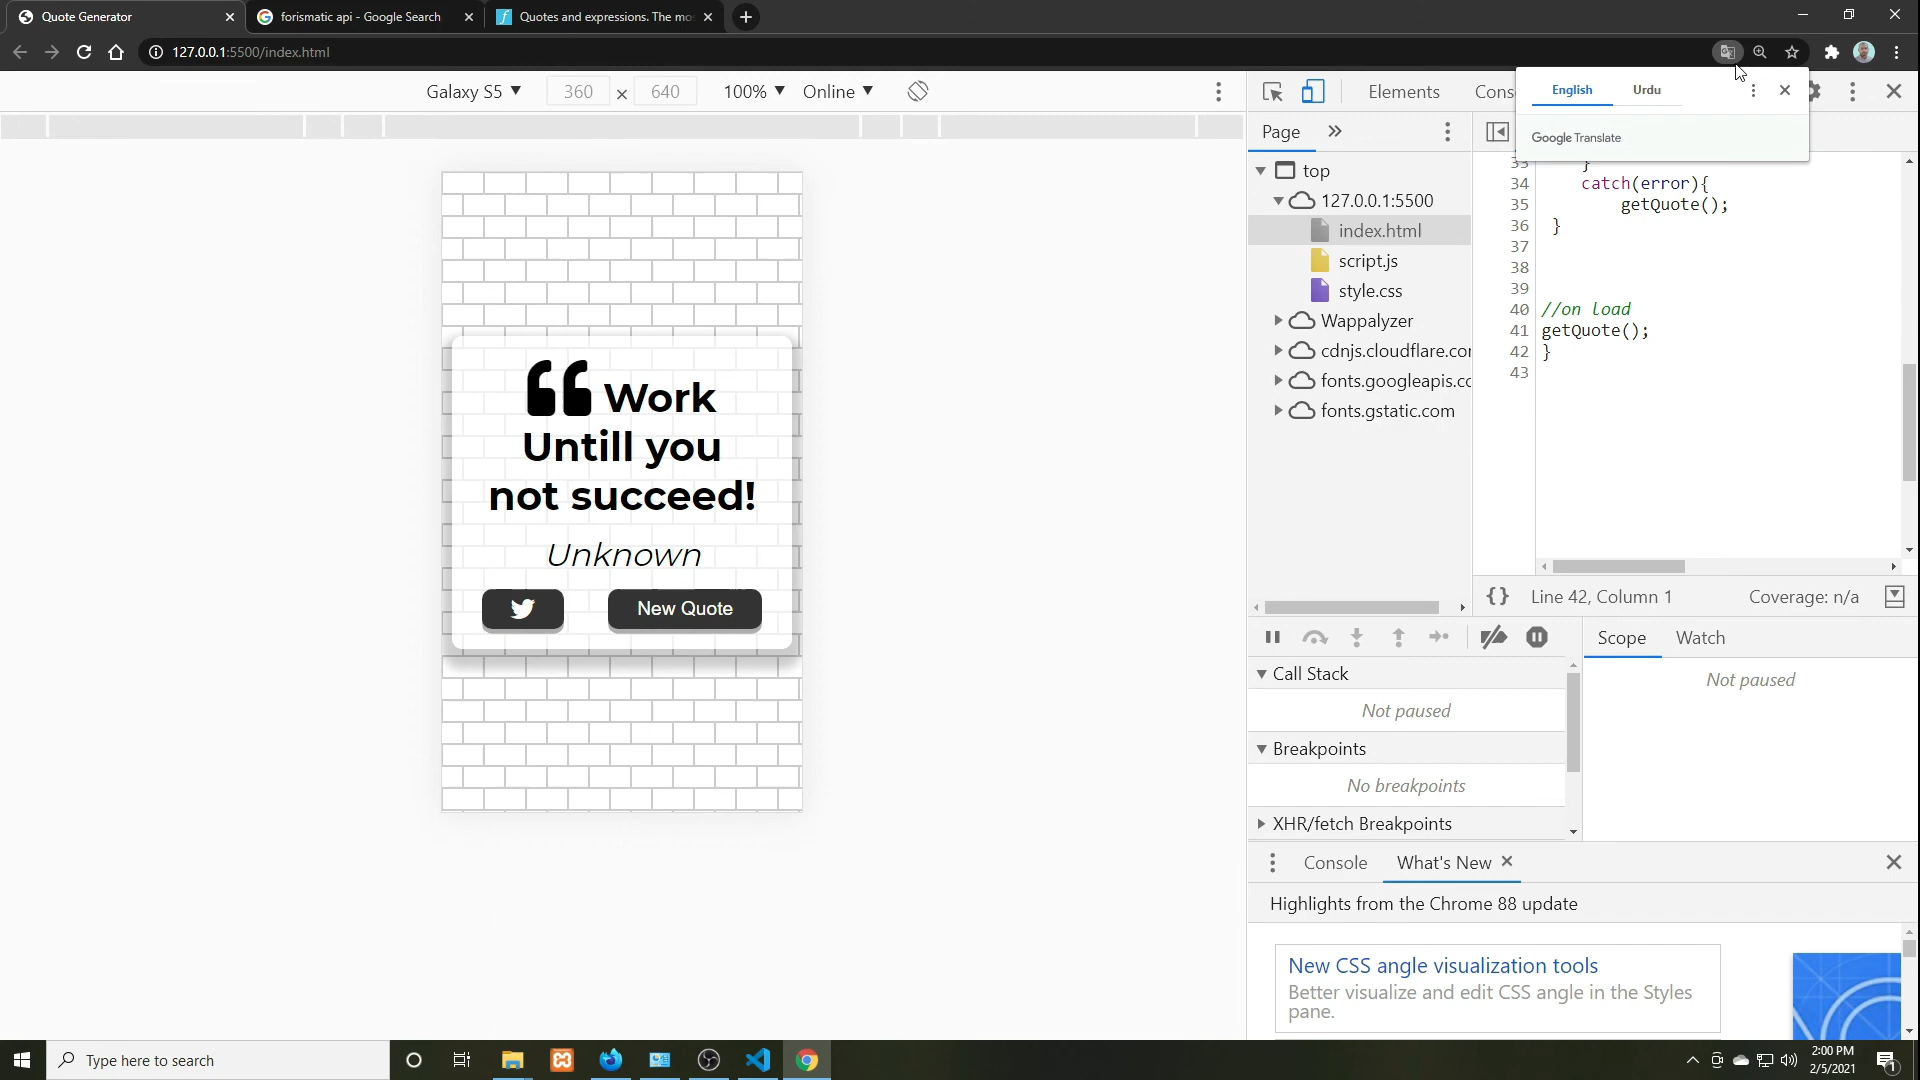 Quote Generator
forismatic api - Google Search
Quotes and expressions. The mo
127.0.0.1:5500/index.html
English Urdu
Google Translate
Galaxy S5 360 x 640 100% Online
Elements Cons
Page
top
127.0.0.1:5500
index.html
script.js
style.css
Wappalyzer
cdnjs.cloudflare.cor
fonts.googleapis.cc
fonts.gstatic.com
33 }
34 catch(error){
35 getQuote();
36 }
37
38
39
40 //on load
41 getQuote();
42 }
43
Work
Untill you
not succeed!
Unknown
New Quote
{} Line 42, Column 1 Coverage: n/a
Scope Watch
Not paused
Call Stack
Not paused
Breakpoints
No breakpoints
XHR/fetch Breakpoints
Console What's New
Highlights from the Chrome 88 update
New CSS angle visualization tools
Better visualize and edit CSS angle in the Styles
pane.
Type here to search
2:00 PM
2/5/2021
1